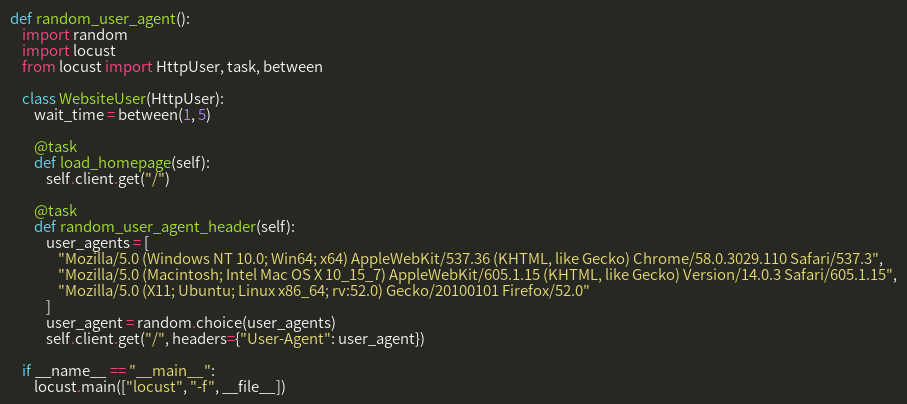 def random_user_agent():
    import random
    import locust
    from locust import HttpUser, task, between

    class WebsiteUser(HttpUser):
        wait_time = between(1, 5)

        @task
        def load_homepage(self):
            self.client.get("/")

        @task
        def random_user_agent_header(self):
            user_agents = [
                "Mozilla/5.0 (Windows NT 10.0; Win64; x64) AppleWebKit/537.36 (KHTML, like Gecko) Chrome/58.0.3029.110 Safari/537.3",
                "Mozilla/5.0 (Macintosh; Intel Mac OS X 10_15_7) AppleWebKit/605.1.15 (KHTML, like Gecko) Version/14.0.3 Safari/605.1.15",
                "Mozilla/5.0 (X11; Ubuntu; Linux x86_64; rv:52.0) Gecko/20100101 Firefox/52.0"
            ]
            user_agent = random.choice(user_agents)
            self.client.get("/", headers={"User-Agent": user_agent})

    if __name__ == "__main__":
        locust.main(["locust", "-f", __file__])